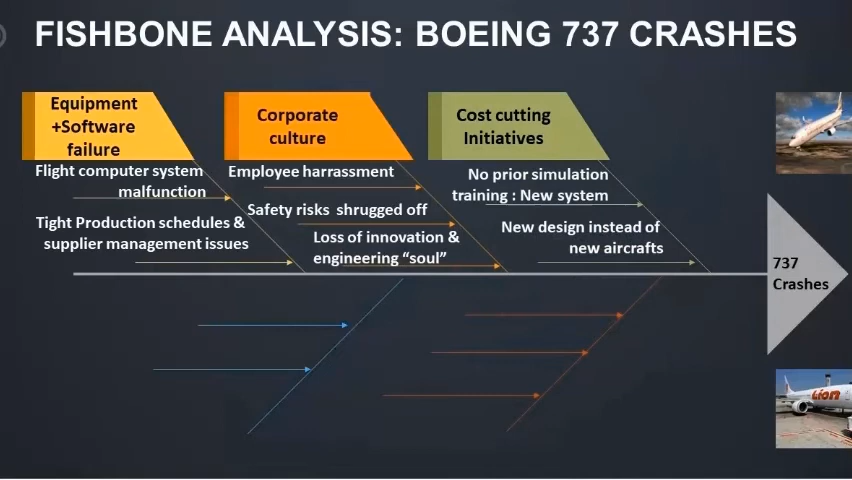 FISHBONE ANALYSIS: BOEING 737 CRASHES
Equipment
+Software
failure
Corporate
culture
Cost cutting
Initiatives
Flight computer system
malfunction
Tight Production schedules &
supplier management issues
Employee harrassment
Safety risks shrugged off
Loss of innovation &
engineering “soul”
No prior simulation
training : New system
New design instead of
new aircrafts
737
Crashes
Lion